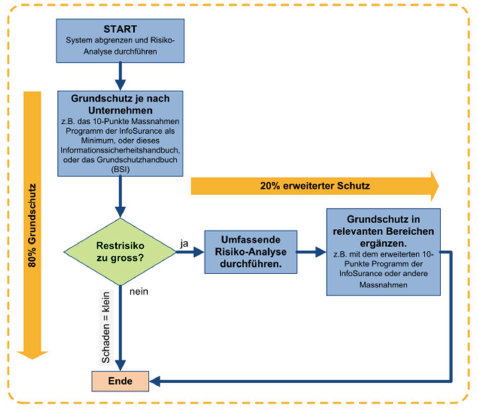 START
System abgrenzen und Risiko-
Analyse durchführen
Grundschutz je nach
Unternehmen
z.B. das 10-Punkte Massnahmen
Programm der InfoSurance als
Minimum, oder dieses
Informationssicherheitshandbuch,
oder das Grundschutzhandbuch
(BSI)
80% Grundschutz
20% erweiterter Schutz
Restrisiko
zu gross?
ja
nein
Umfassende
Risiko-Analyse
durchführen.
Grundschutz in
relevanten Bereichen
ergänzen.
z.B. mit dem erweiterten 10-
Punkte Programm der
InfoSurance oder andere
Massnahmen
Schaden = klein
Ende